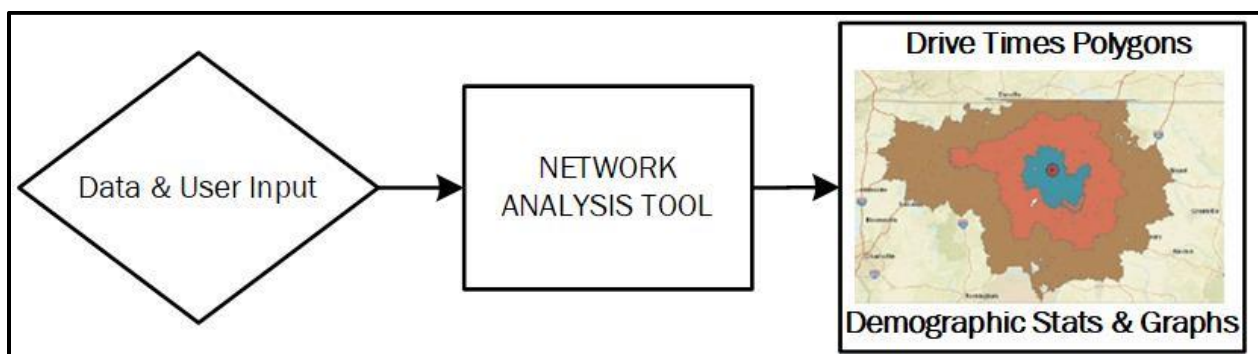 Data & User Input
NETWORK
ANALYSIS TOOL
Drive Times Polygons
Demographic Stats & Graphs